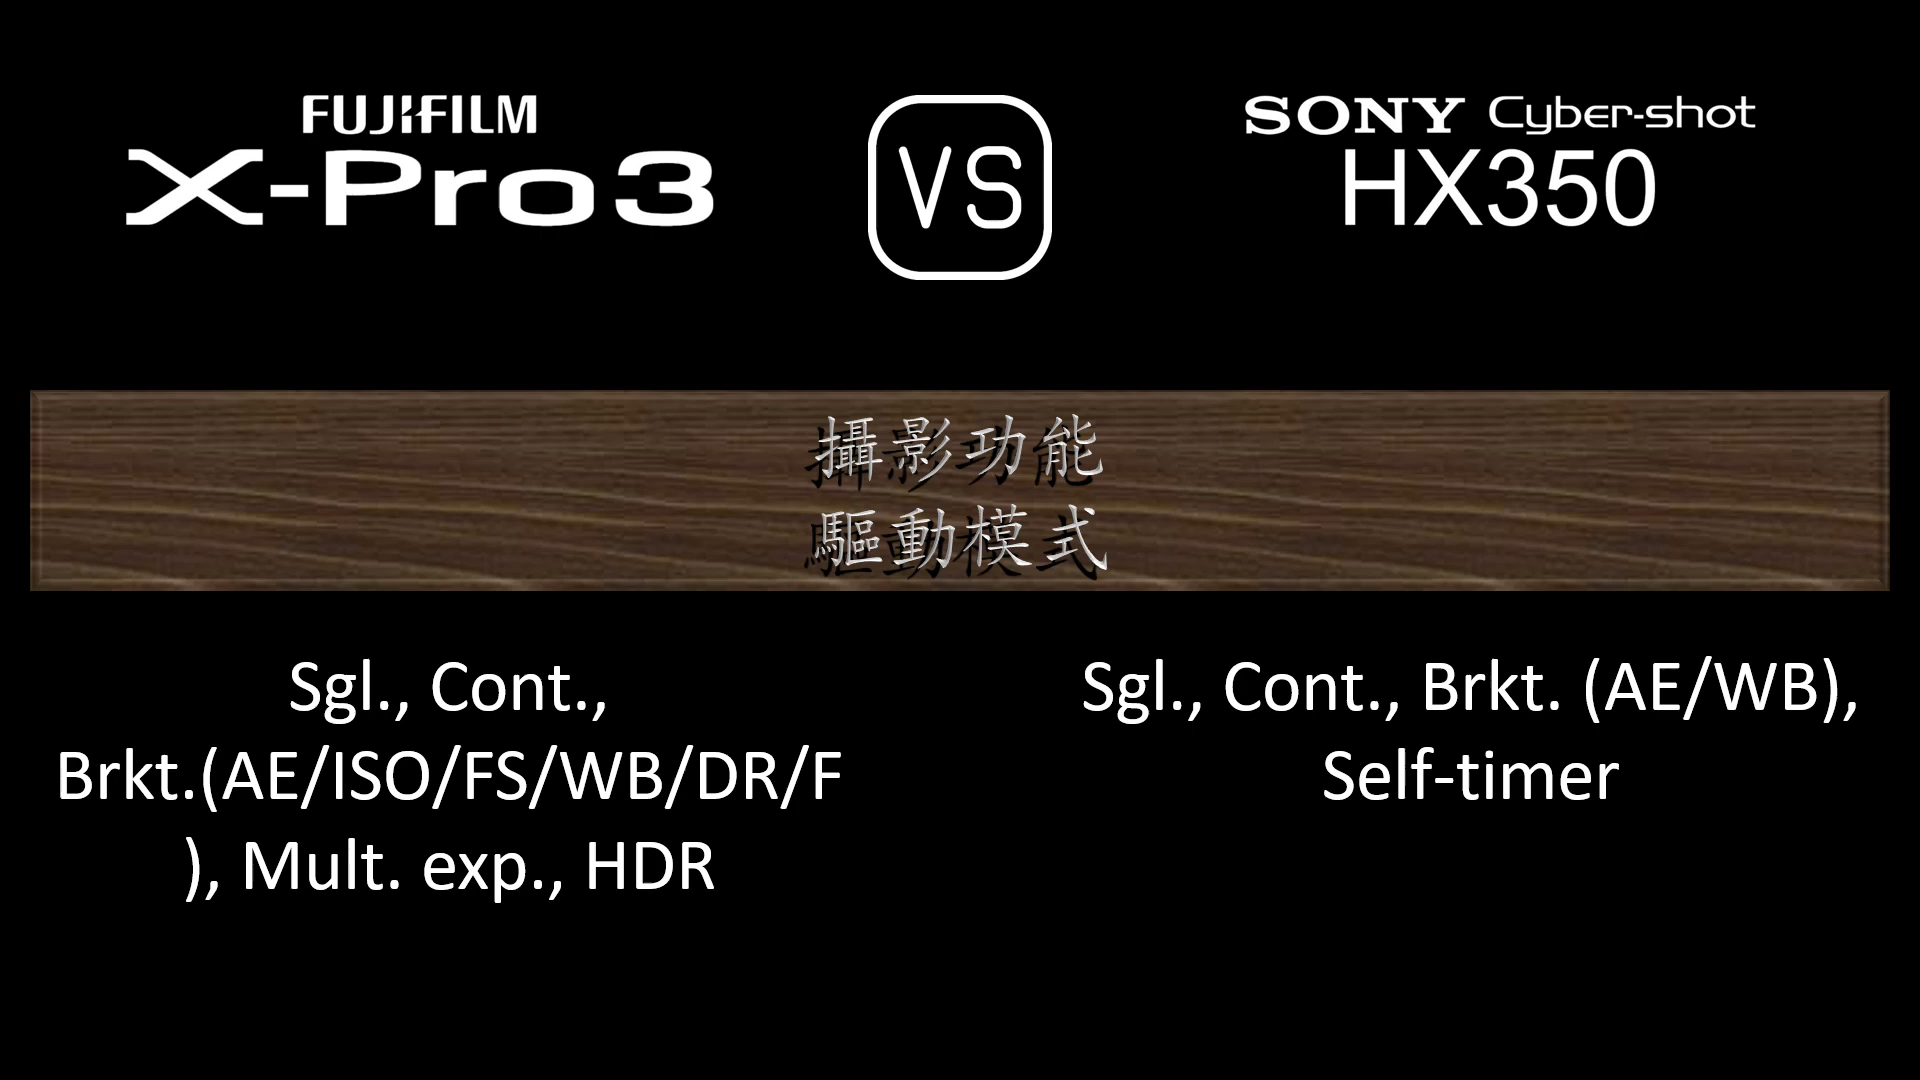 FUJIFILM
X-Pro3
VS
SONY Cyber-shot
HX350
攝影功能
驅動模式
Sgl., Cont.,
Brkt.(AE/ISO/FS/WB/DR/F
), Mult. exp., HDR
Sgl., Cont., Brkt. (AE/WB),
Self-timer